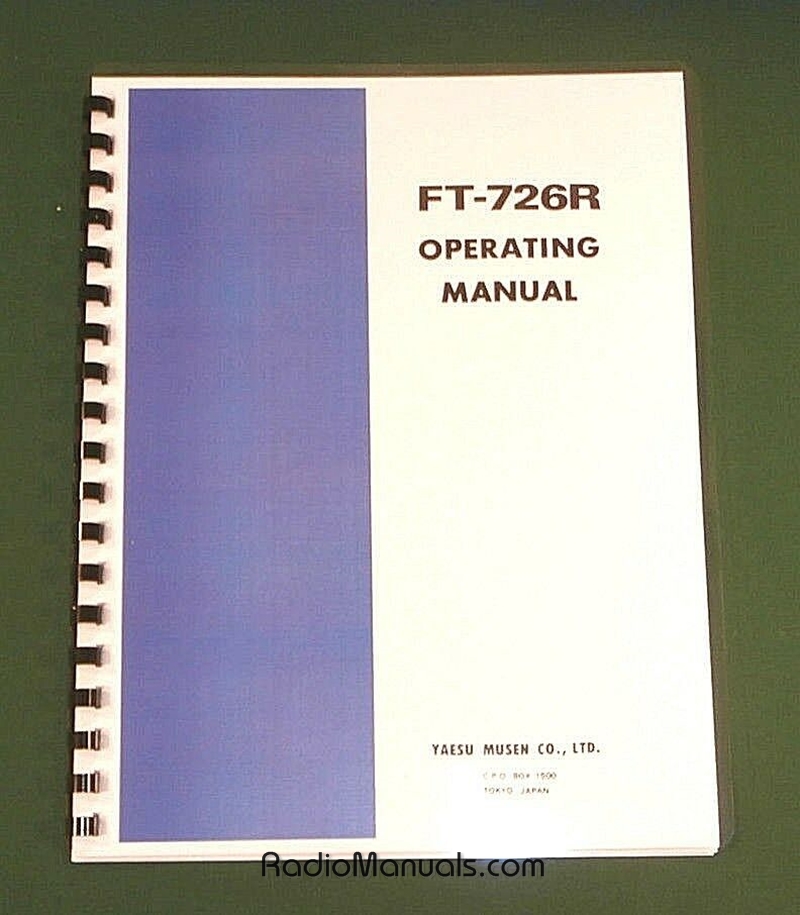 FT-726R
OPERATING
MANUAL
YAESU MUSEN CO., LTD.
C.P.O. BOX 1500
TOKYO JAPAN
RadioManuals.com